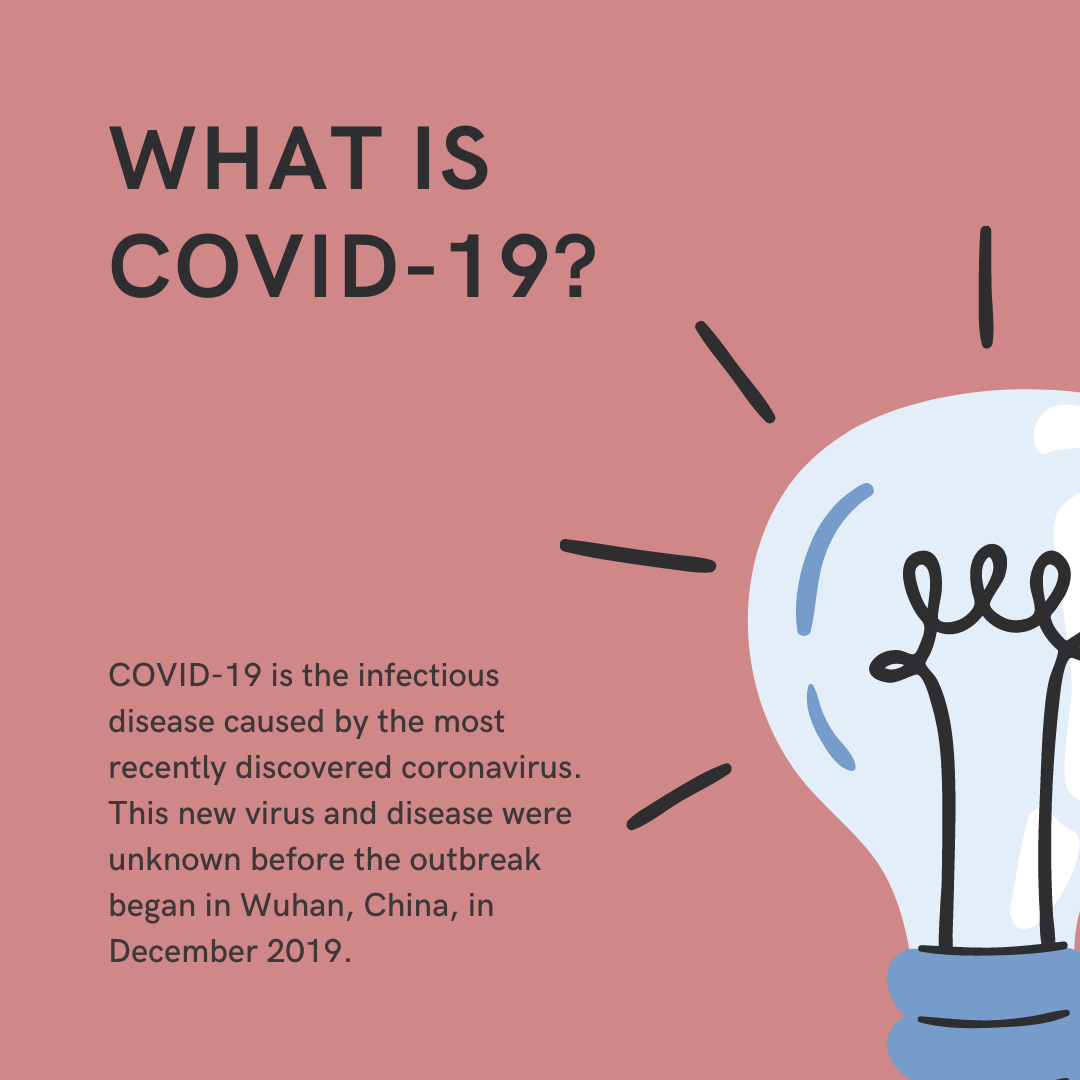 WHAT IS
COVID-19?
COVID-19 is the infectious
disease caused by the most
recently discovered coronavirus.
This new virus and disease were
unknown before the outbreak
began in Wuhan, China, in
December 2019.